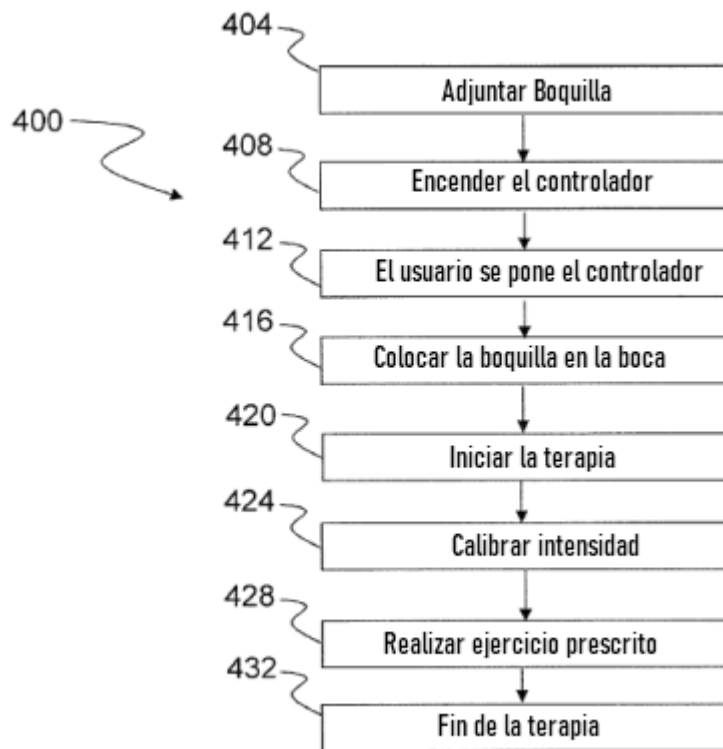 404
Adjuntar Boquilla
400
408
Encender el controlador
412
El usuario se pone el controlador
416
Colocar la boquilla en la boca
420
Iniciar la terapia
424
Calibrar intensidad
428
Realizar ejercicio prescrito
432
Fin de la terapia